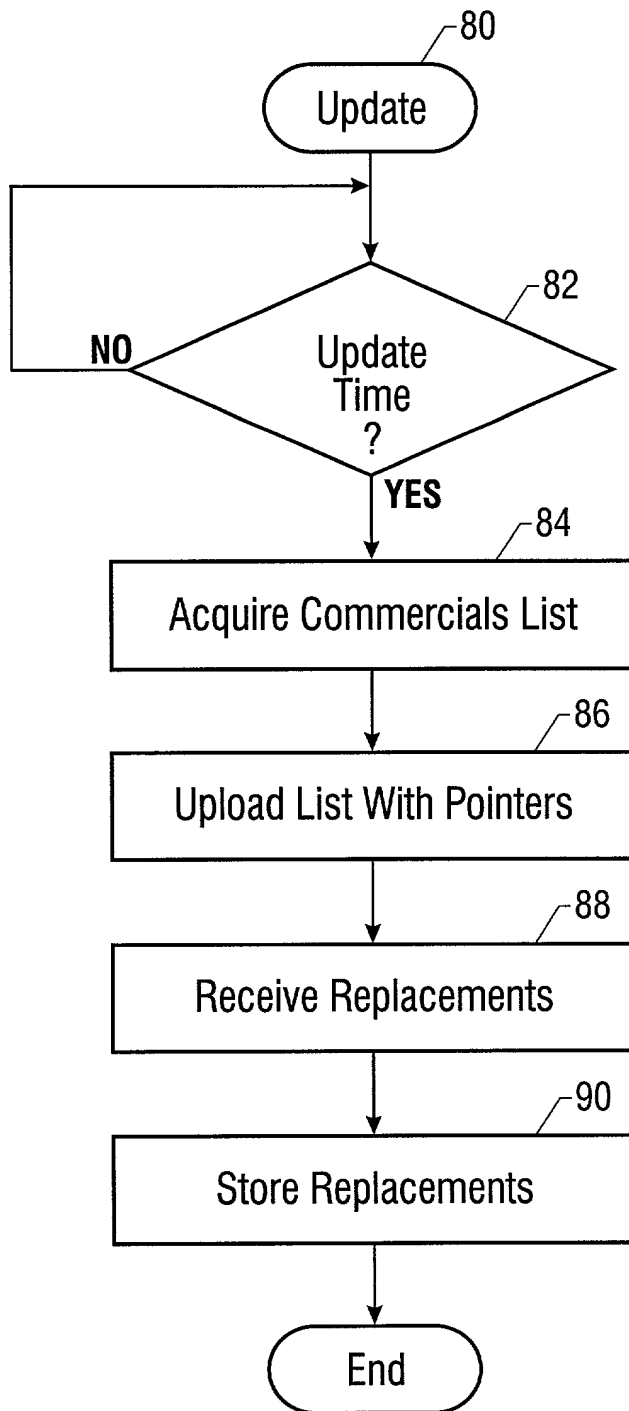 80
Update
82
Update
Time
?
NO
YES
84
Acquire Commercials List
86
Upload List With Pointers
88
Receive Replacements
90
Store Replacements
End